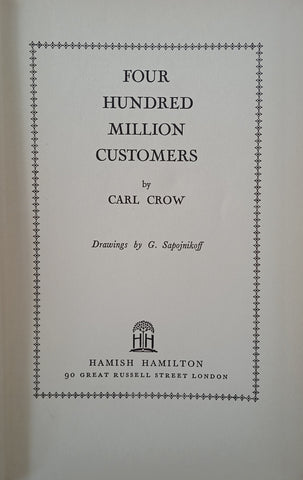 FOUR
HUNDRED
MILLION
CUSTOMERS
by
CARL CROW
Drawings by G. Sapojnikoff
HH
HAMISH HAMILTON
90 GREAT RUSSELL STREET LONDON